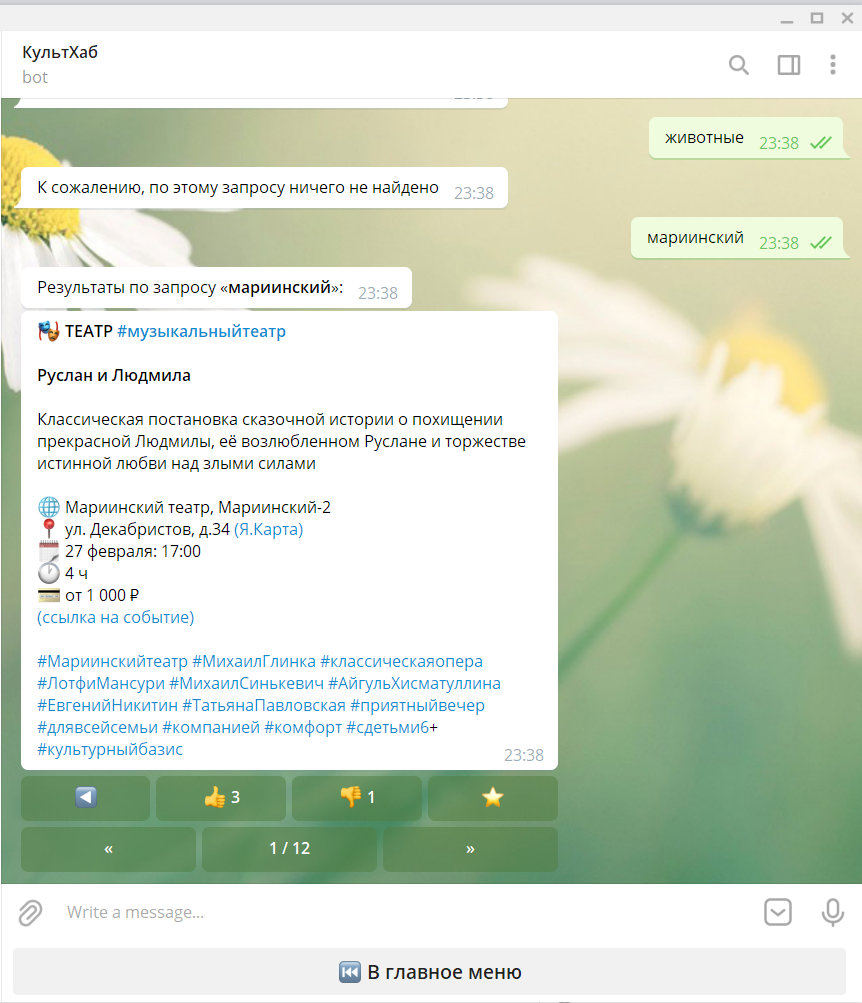 КультХаб
bot
животные 23:38
К сожалению, по этому запросу ничего не найдено 23:38
мариинский 23:38
Результаты по запросу «мариинский»: 23:38
ТЕАТР #музыкальныйтеатр
Руслан и Людмила
Классическая постановка сказочной истории о похищении
прекрасной Людмилы, её возлюбленном Руслане и торжестве
истинной любви над злыми силами
Мариинский театр, Мариинский-2
ул. Декабристов, д.34 (Я.Карта)
27 февраля: 17:00
4 ч
от 1 000 ₽
(ссылка на событие)
#Мариинскийтеатр #МихаилГлинка #классическаяопера
#ЛотфиМансури #МихаилСинькевич #АйгульХисматуллина
#ЕвгенийНикитин #ТатьянаПавловская #приятныйвечер
#длявсейсемьи #компанией #комфорт #сдетьми6+
#культурныйбазис
23:38
3 1
« 1 / 12 »
Write a message...
В главное меню